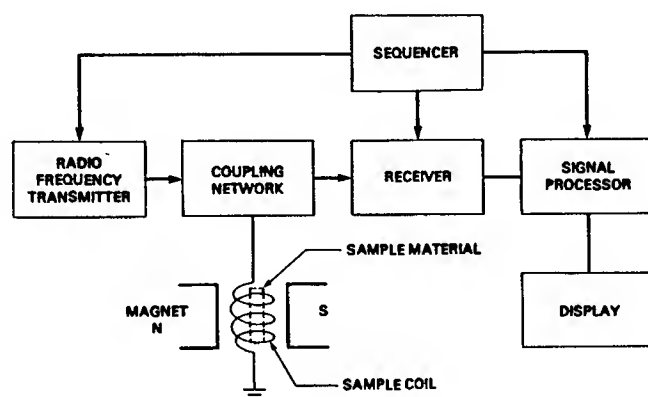 SEQUENCER
RADIO
FREQUENCY
TRANSMITTER
COUPLING
NETWORK
RECEIVER
SIGNAL
PROCESSOR
SAMPLE MATERIAL
MAGNET
N
S
DISPLAY
SAMPLE COIL